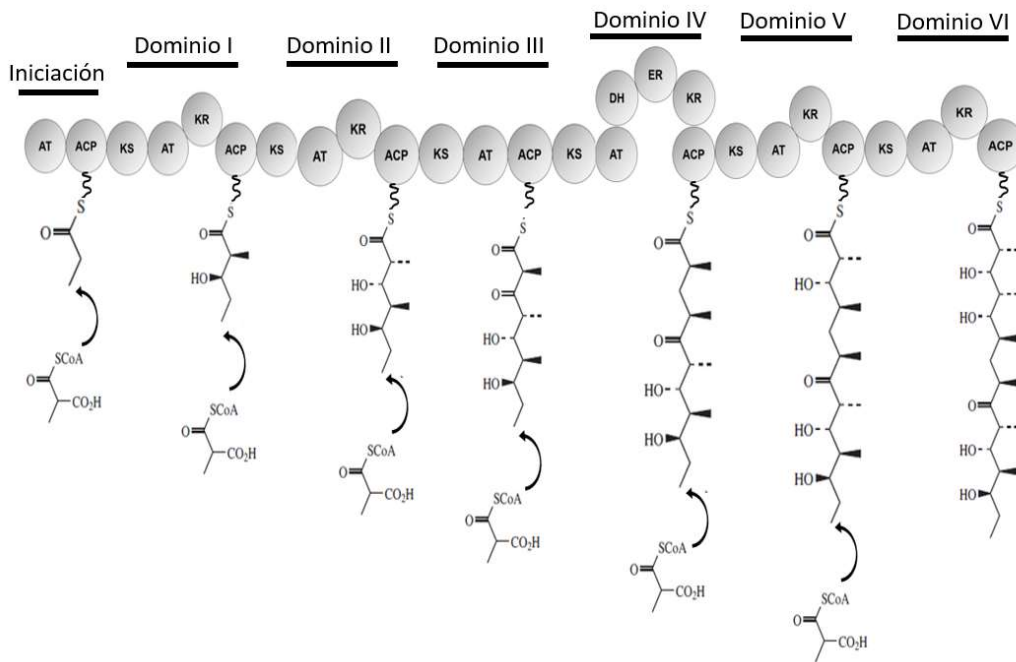 Iniciación
Dominio I
Dominio II
Dominio III
Dominio IV
Dominio V
Dominio VI
AT ACP KS AT KR ACP KS AT KR ACP KS AT ACP KS AT DH ER KR ACP KS AT KR ACP KS AT KR ACP
S
O
SCoA
O
CO₂H
S
O
HO
SCoA
O
CO₂H
S
O
HO
HO
SCoA
O
CO₂H
S
O
O
HO
HO
SCoA
O
CO₂H
S
O
O
HO
HO
SCoA
O
CO₂H
S
O
HO
O
HO
HO
SCoA
O
CO₂H
S
O
HO
HO
O
HO
HO